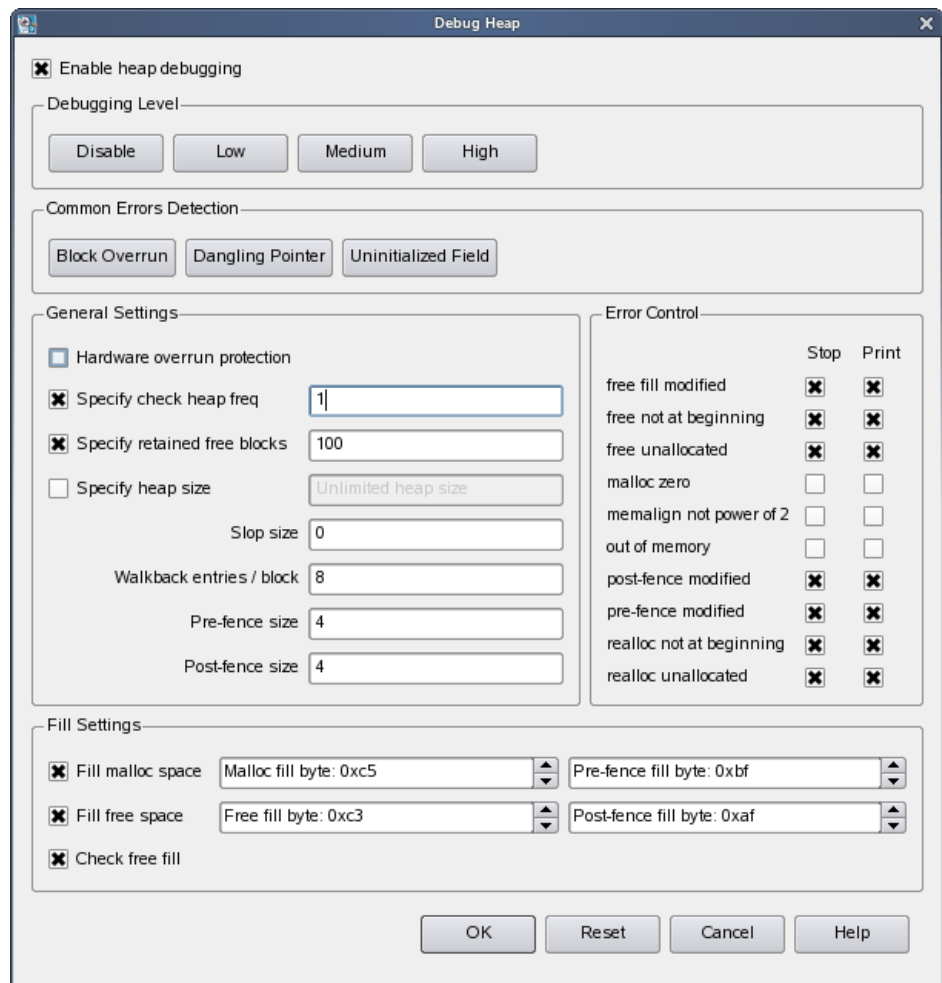 Debug Heap
Enable heap debugging
Debugging Level
Disable Low Medium High
Common Errors Detection
Block Overrun Dangling Pointer Uninitialized Field
General Settings
Hardware overrun protection
Specify check heap freq 1
Specify retained free blocks 100
Specify heap size Unlimited heap size
Slop size 0
Walkback entries / block 8
Pre-fence size 4
Post-fence size 4
Error Control
Stop Print
free fill modified
free not at beginning
free unallocated
malloc zero
memalign not power of 2
out of memory
post-fence modified
pre-fence modified
realloc not at beginning
realloc unallocated
Fill Settings
Fill malloc space Malloc fill byte: 0xc5 Pre-fence fill byte: 0xbf
Fill free space Free fill byte: 0xc3 Post-fence fill byte: 0xaf
Check free fill
OK Reset Cancel Help